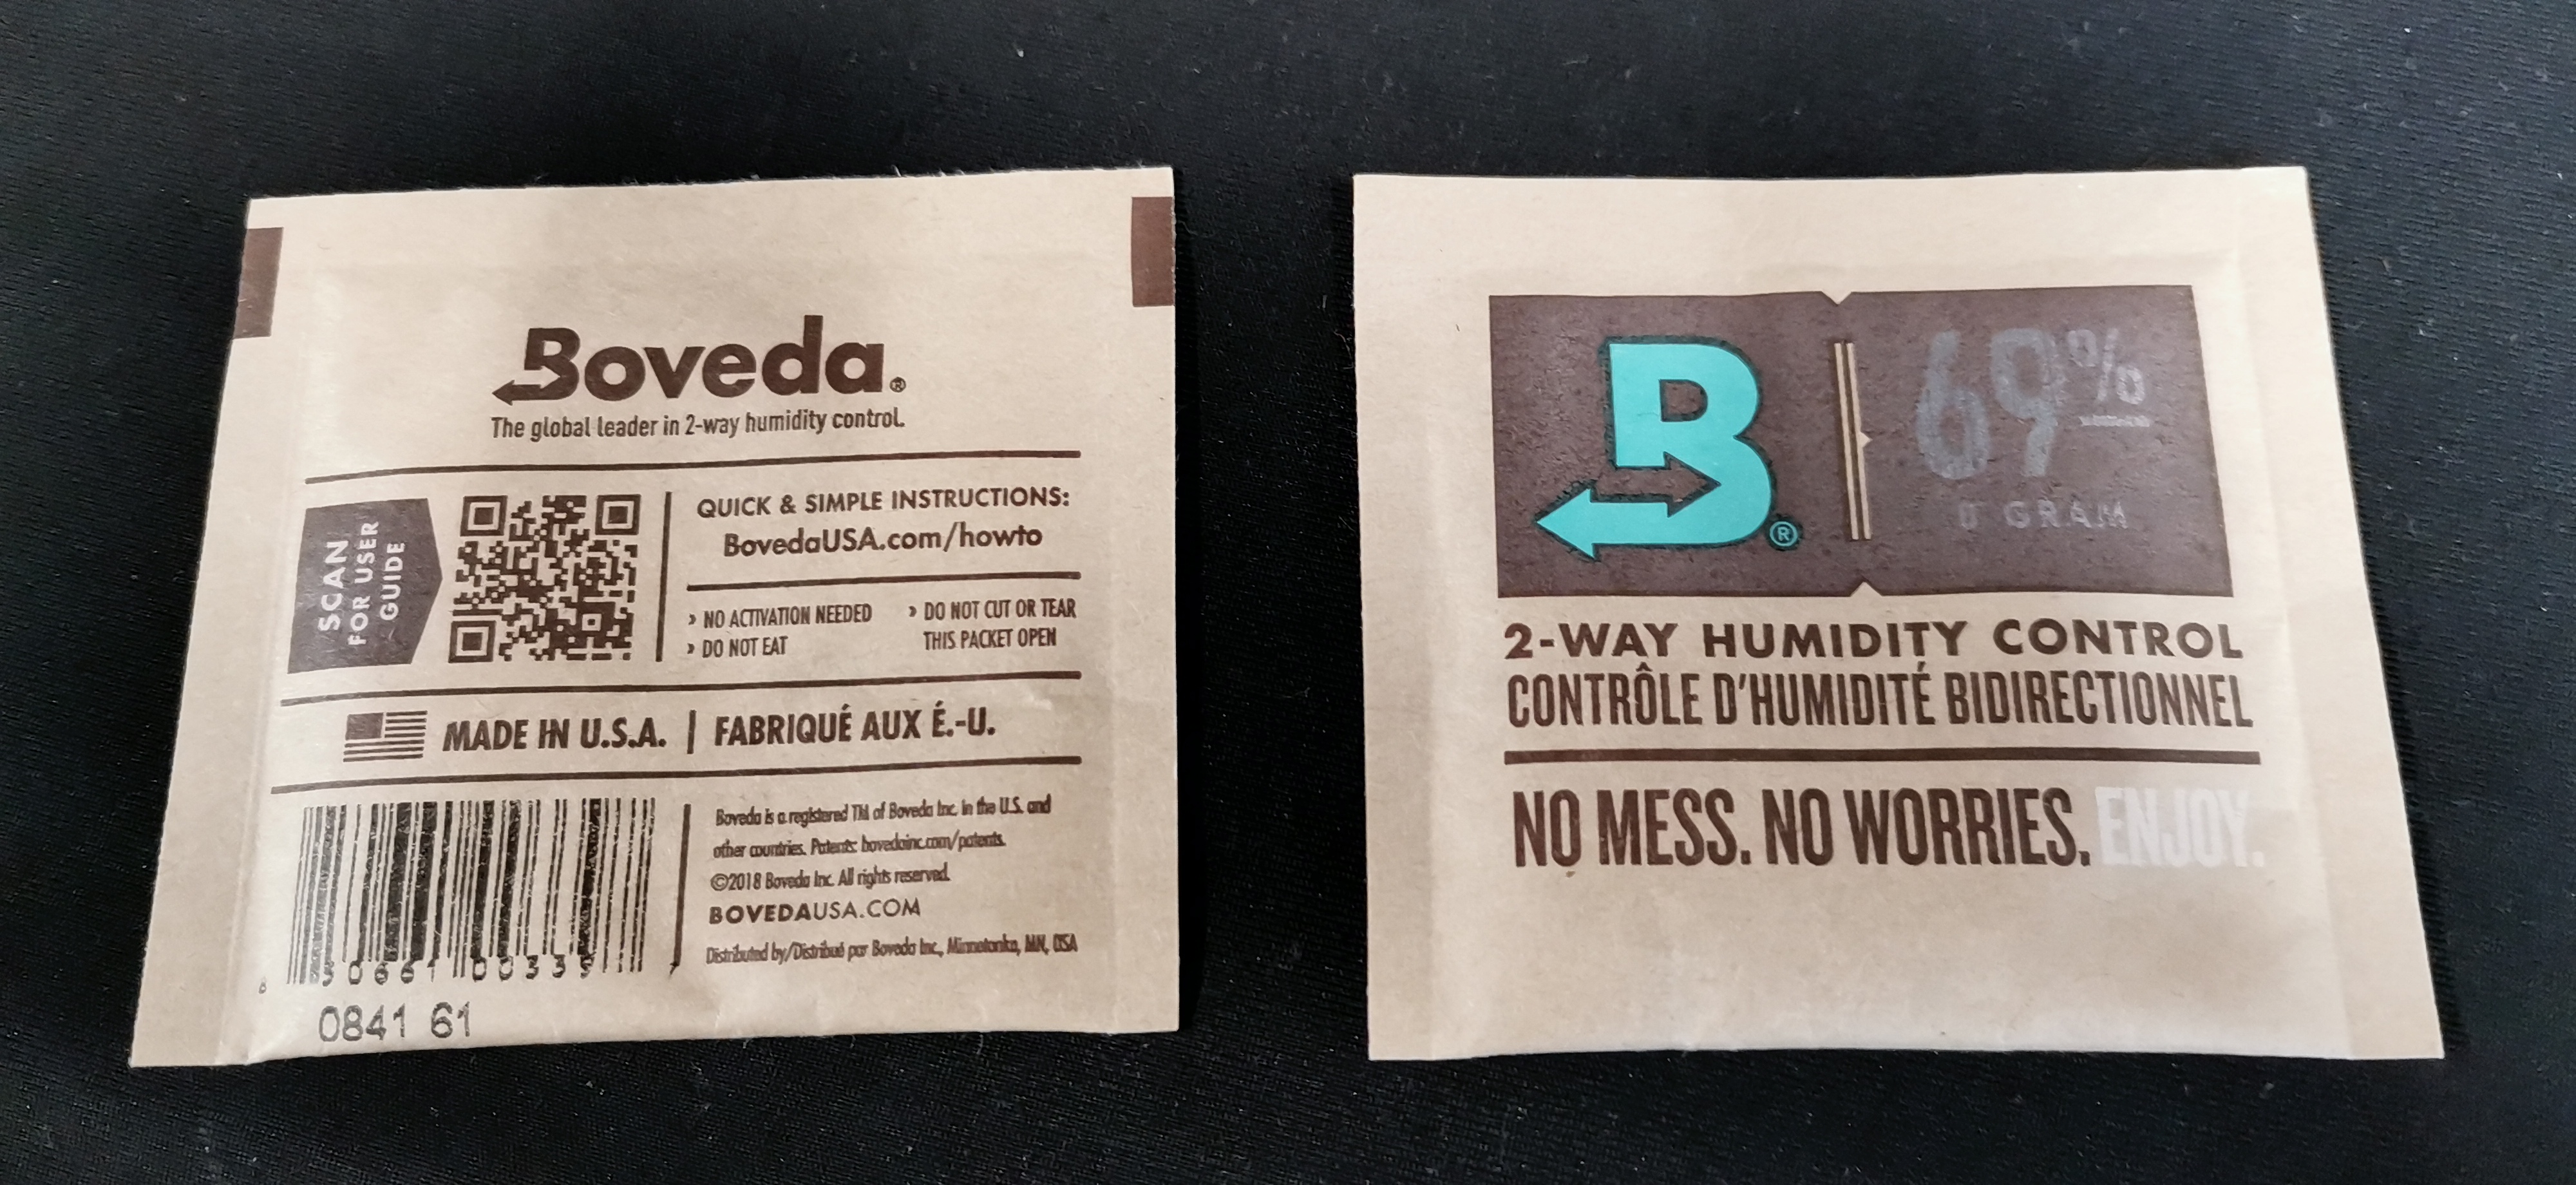 Boveda®
The global leader in 2-way humidity control.
SCAN
FOR USER
GUIDE
QUICK & SIMPLE INSTRUCTIONS:
BovedaUSA.com/howto
› NO ACTIVATION NEEDED
› DO NOT EAT
› DO NOT CUT OR TEAR
THIS PACKET OPEN
MADE IN U.S.A. | FABRIQUÉ AUX É.-U.
Boveda is a registered TM of Boveda Inc. in the U.S. and
other countries. Patents: bovedainc.com/patents.
©2018 Boveda Inc. All rights reserved.
BOVEDAUSA.COM
Distributed by/Distribué par Boveda Inc., Minnetonka, MN, USA
0841 61
B®
69%
GRAM
2-WAY HUMIDITY CONTROL
CONTRÔLE D'HUMIDITÉ BIDIRECTIONNEL
NO MESS. NO WORRIES. ENJOY.